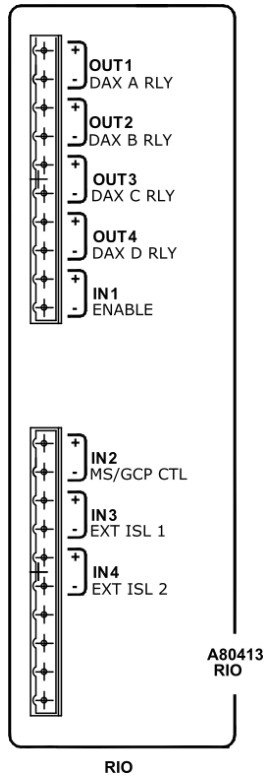 +
OUT1
-
DAX A RLY
+
OUT2
-
DAX B RLY
+
OUT3
-
DAX C RLY
+
OUT4
-
DAX D RLY
+
IN1
-
ENABLE
+
IN2
-
MS/GCP CTL
+
IN3
-
EXT ISL 1
+
IN4
-
EXT ISL 2
A80413
RIO
RIO